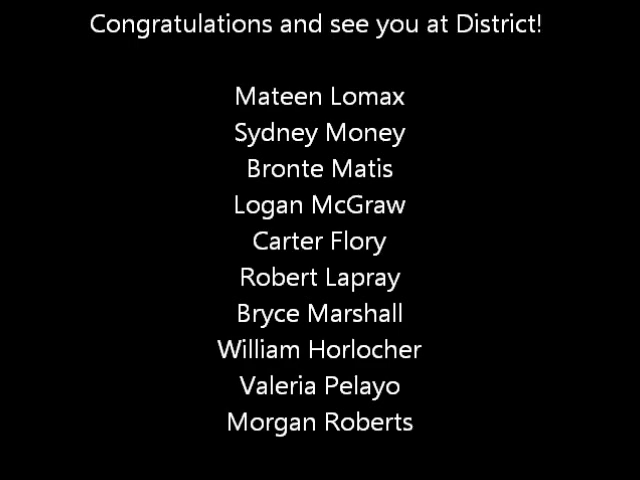 Congratulations and see you at District!
Mateen Lomax
Sydney Money
Bronte Matis
Logan McGraw
Carter Flory
Robert Lapray
Bryce Marshall
William Horlocher
Valeria Pelayo
Morgan Roberts